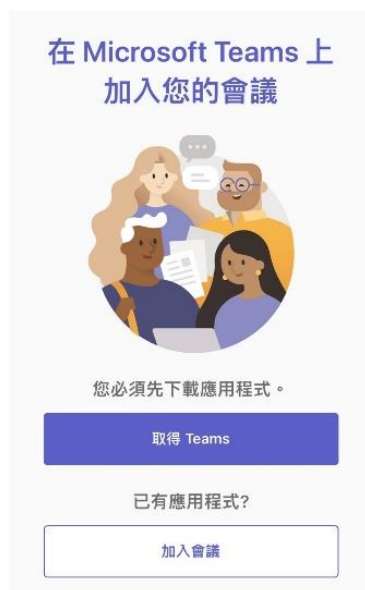 在 Microsoft Teams 上
加入您的會議
您必須先下載應用程式。
取得 Teams
已有應用程式?
加入會議